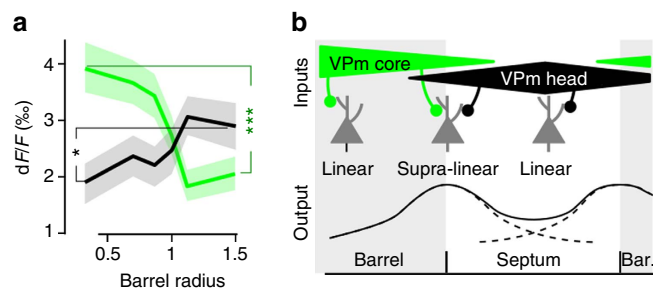 a
dF/F (‰)
4
3
2
1
***
*
0.5
1
1.5
Barrel radius
b
Inputs
VPm core
VPm head
Linear
Supra-linear
Linear
Output
Barrel
Septum
Bar.